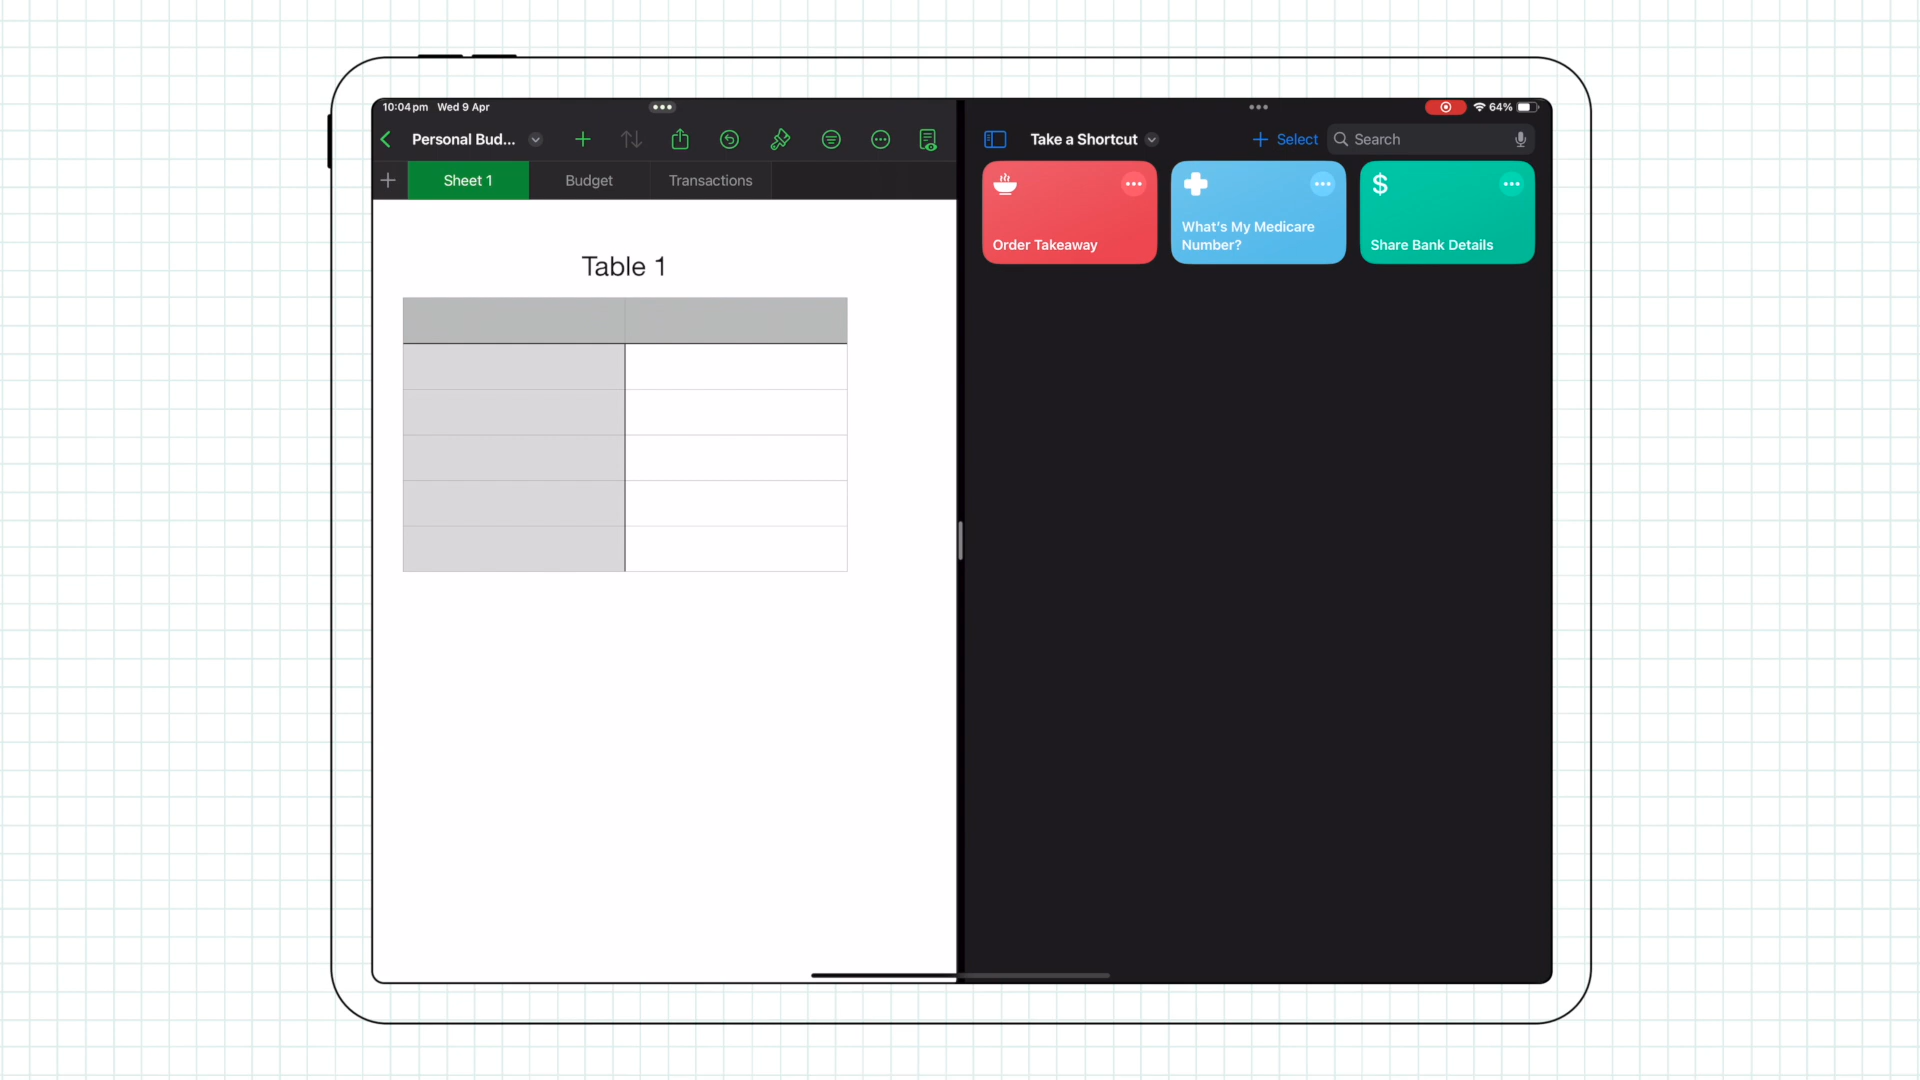 10:04 pm Wed 9 Apr
64%
Personal Bud...
Take a Shortcut
Select
Search
Sheet 1
Budget
Transactions
Order Takeaway
What's My Medicare
Number?
$
Share Bank Details
Table 1